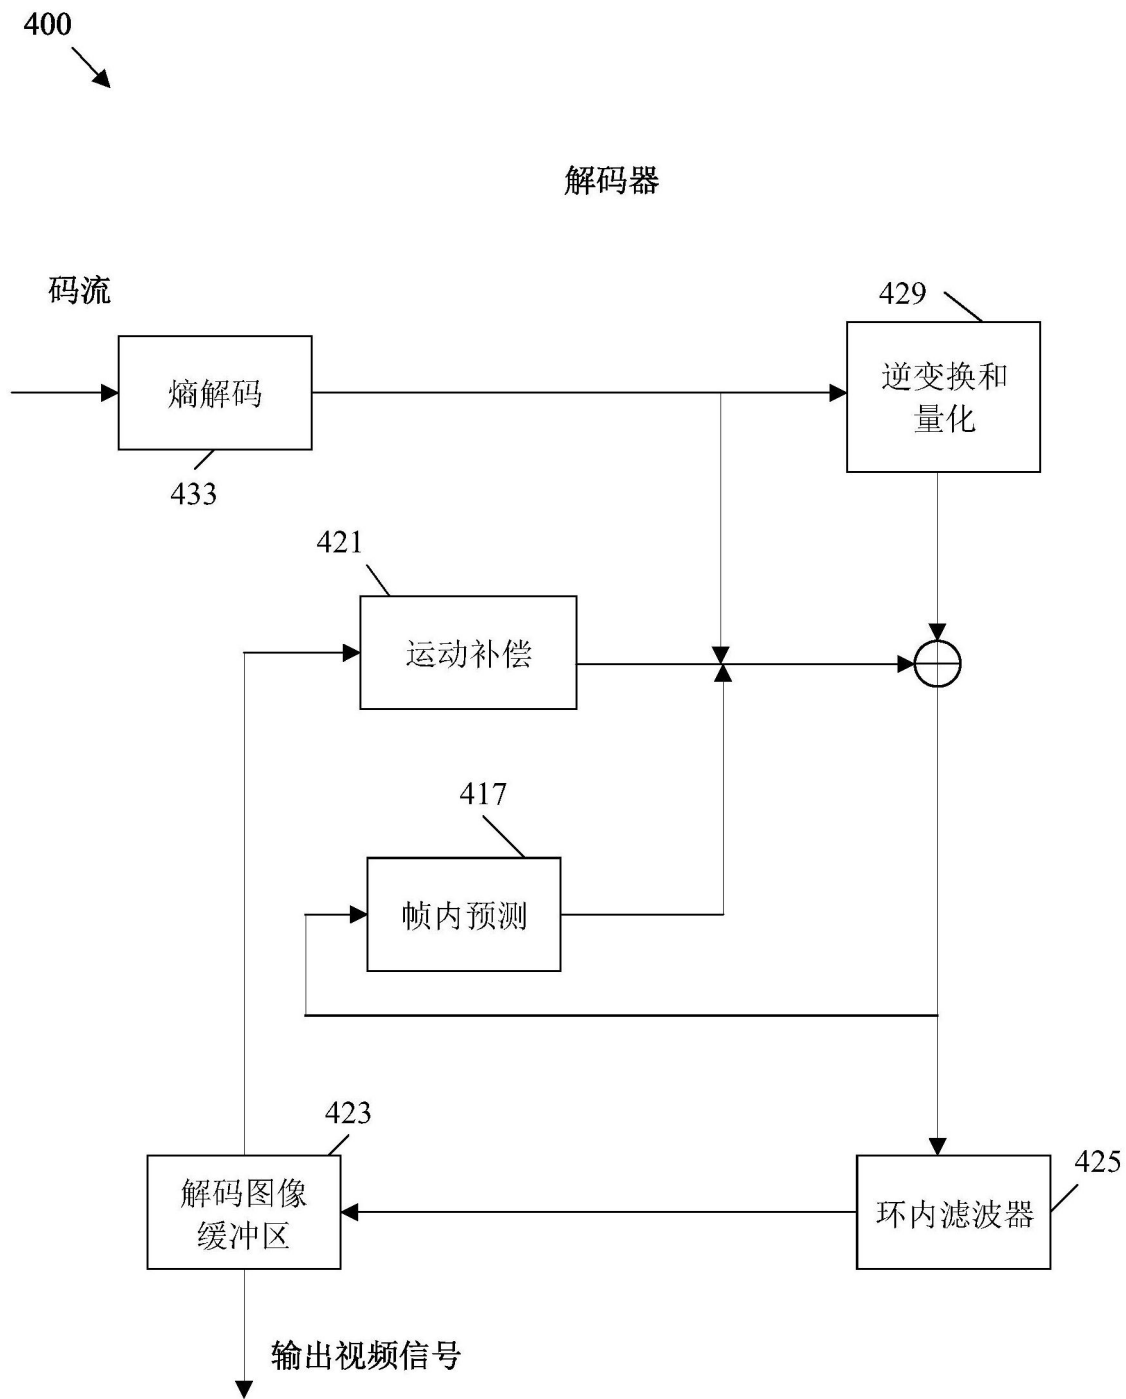 400
解码器
码流
429
熵解码
逆变换和
量化
433
421
运动补偿
417
帧内预测
423
425
解码图像
缓冲区
环内滤波器
输出视频信号